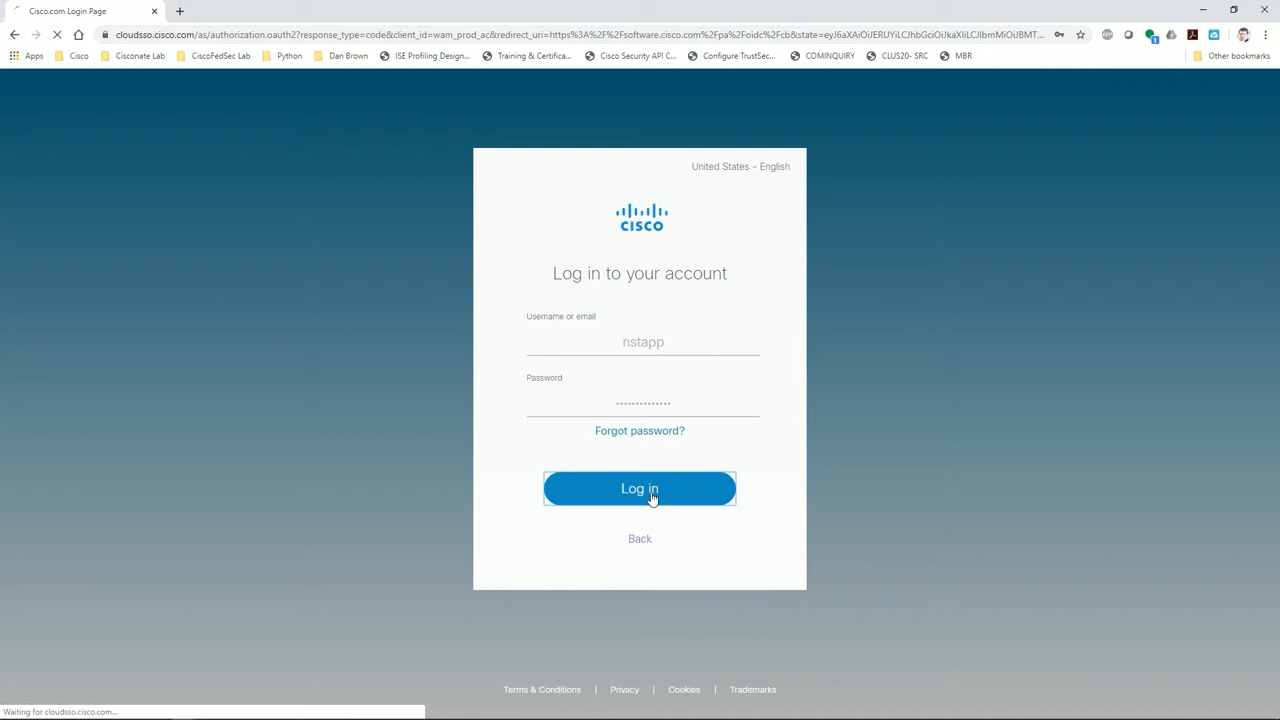 Cisco.com Login Page
cloudsso.cisco.com/as/authorization.oauth2?response_type=code&client_id=wam_prod_ac&redirect_uri=https%3A%2F%2Fsoftware.cisco.com%2Fpa%2Foidc%2Fcb&state=
Apps Cisco Cisconate Lab CiscoFedSec Lab Python Dan Brown ISE Profiling Design... Training & Certifica... Cisco Security API C... Configure TrustSec... COMINQUIRY CLUS20- SRC MBR Other bookmarks
United States - English
CISCO
Log in to your account
Username or email
nstapp
Password
Forgot password?
Log in
Back
Terms & Conditions | Privacy | Cookies | Trademarks
Waiting for cloudsso.cisco.com...